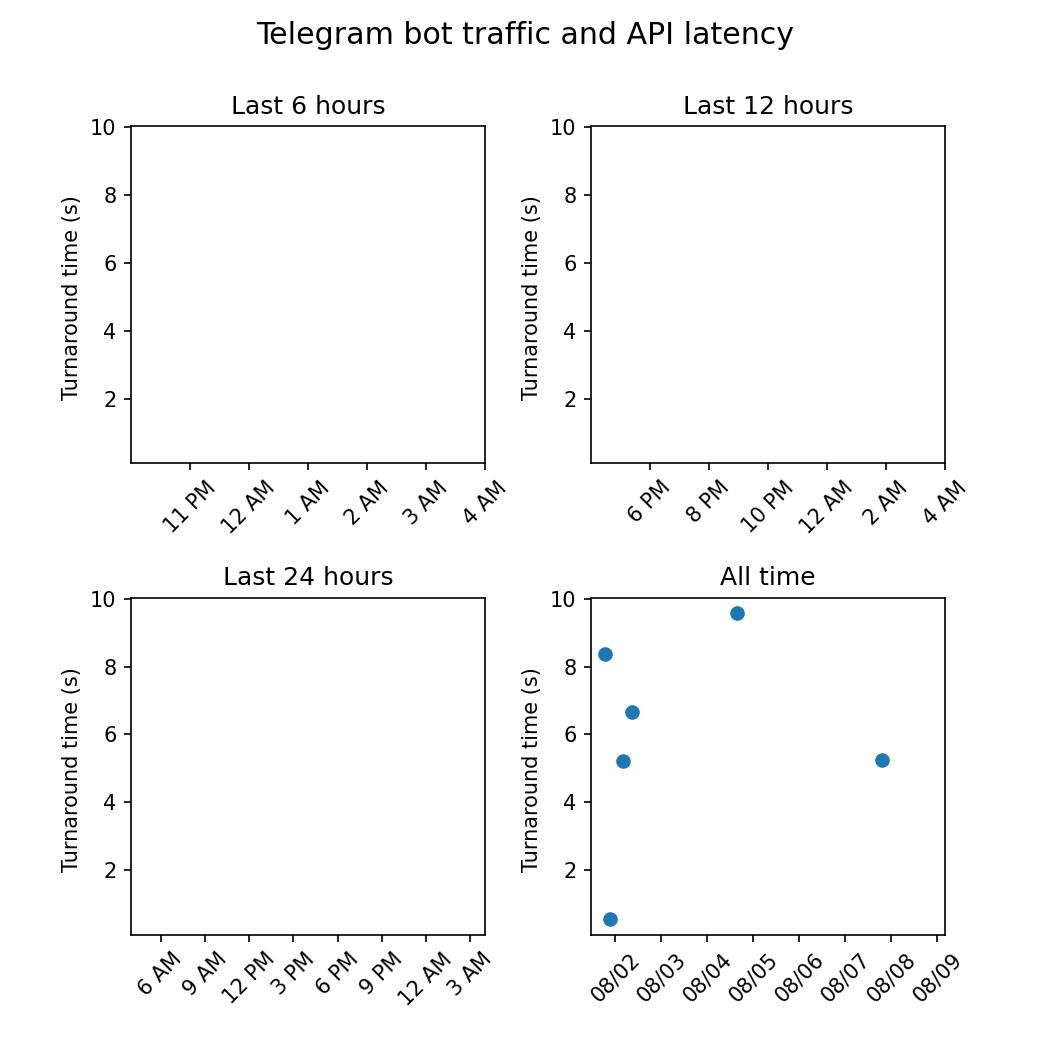 Telegram bot traffic and API latency
Last 6 hours
Turnaround time (s)
10
8
6
4
2
11 PM
12 AM
1 AM
2 AM
3 AM
4 AM
Last 12 hours
Turnaround time (s)
10
8
6
4
2
6 PM
8 PM
10 PM
12 AM
2 AM
4 AM
Last 24 hours
Turnaround time (s)
10
8
6
4
2
6 AM
9 AM
12 PM
3 PM
6 PM
9 PM
12 AM
3 AM
All time
Turnaround time (s)
10
8
6
4
2
08/02
08/03
08/04
08/05
08/06
08/07
08/08
08/09